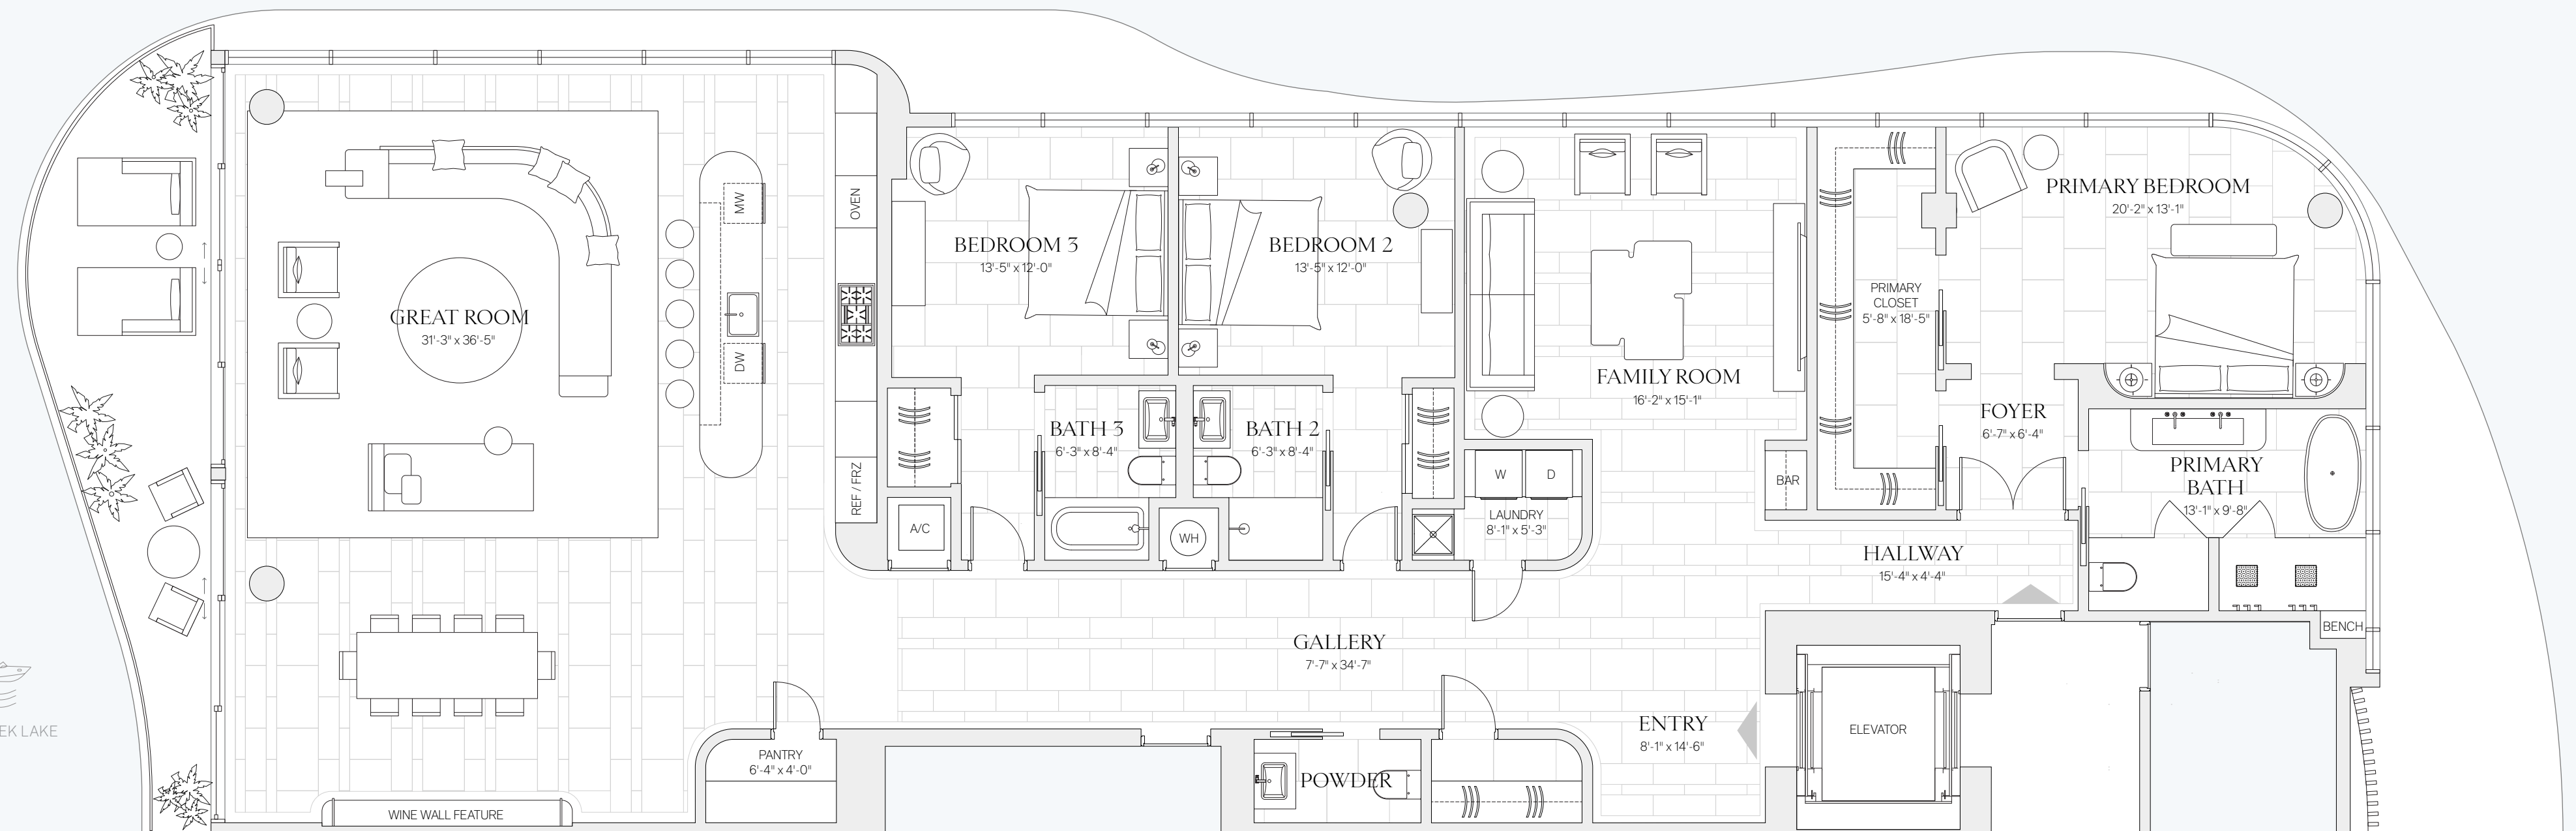 GREAT ROOM
31'-3" x 36'-5"
MW
DW
OVEN
REF / FRZ
BEDROOM 3
13'-5" x 12'-0"
BEDROOM 2
13'-5" x 12'-0"
BATH 3
6'-3" x 8'-4"
BATH 2
6'-3" x 8'-4"
A/C
WH
FAMILY ROOM
16'-2" x 15'-1"
W
D
LAUNDRY
8'-1" x 5'-3"
BAR
PRIMARY
CLOSET
5'-8" x 18'-5"
PRIMARY BEDROOM
20'-2" x 13'-1"
FOYER
6'-7" x 6'-4"
PRIMARY
BATH
13'-1" x 9'-8"
HALLWAY
15'-4" x 4'-4"
BENCH
GALLERY
7'-7" x 34'-7"
ENTRY
8'-1" x 14'-6"
ELEVATOR
PANTRY
6'-4" x 4'-0"
POWDER
WINE WALL FEATURE
EK LAKE